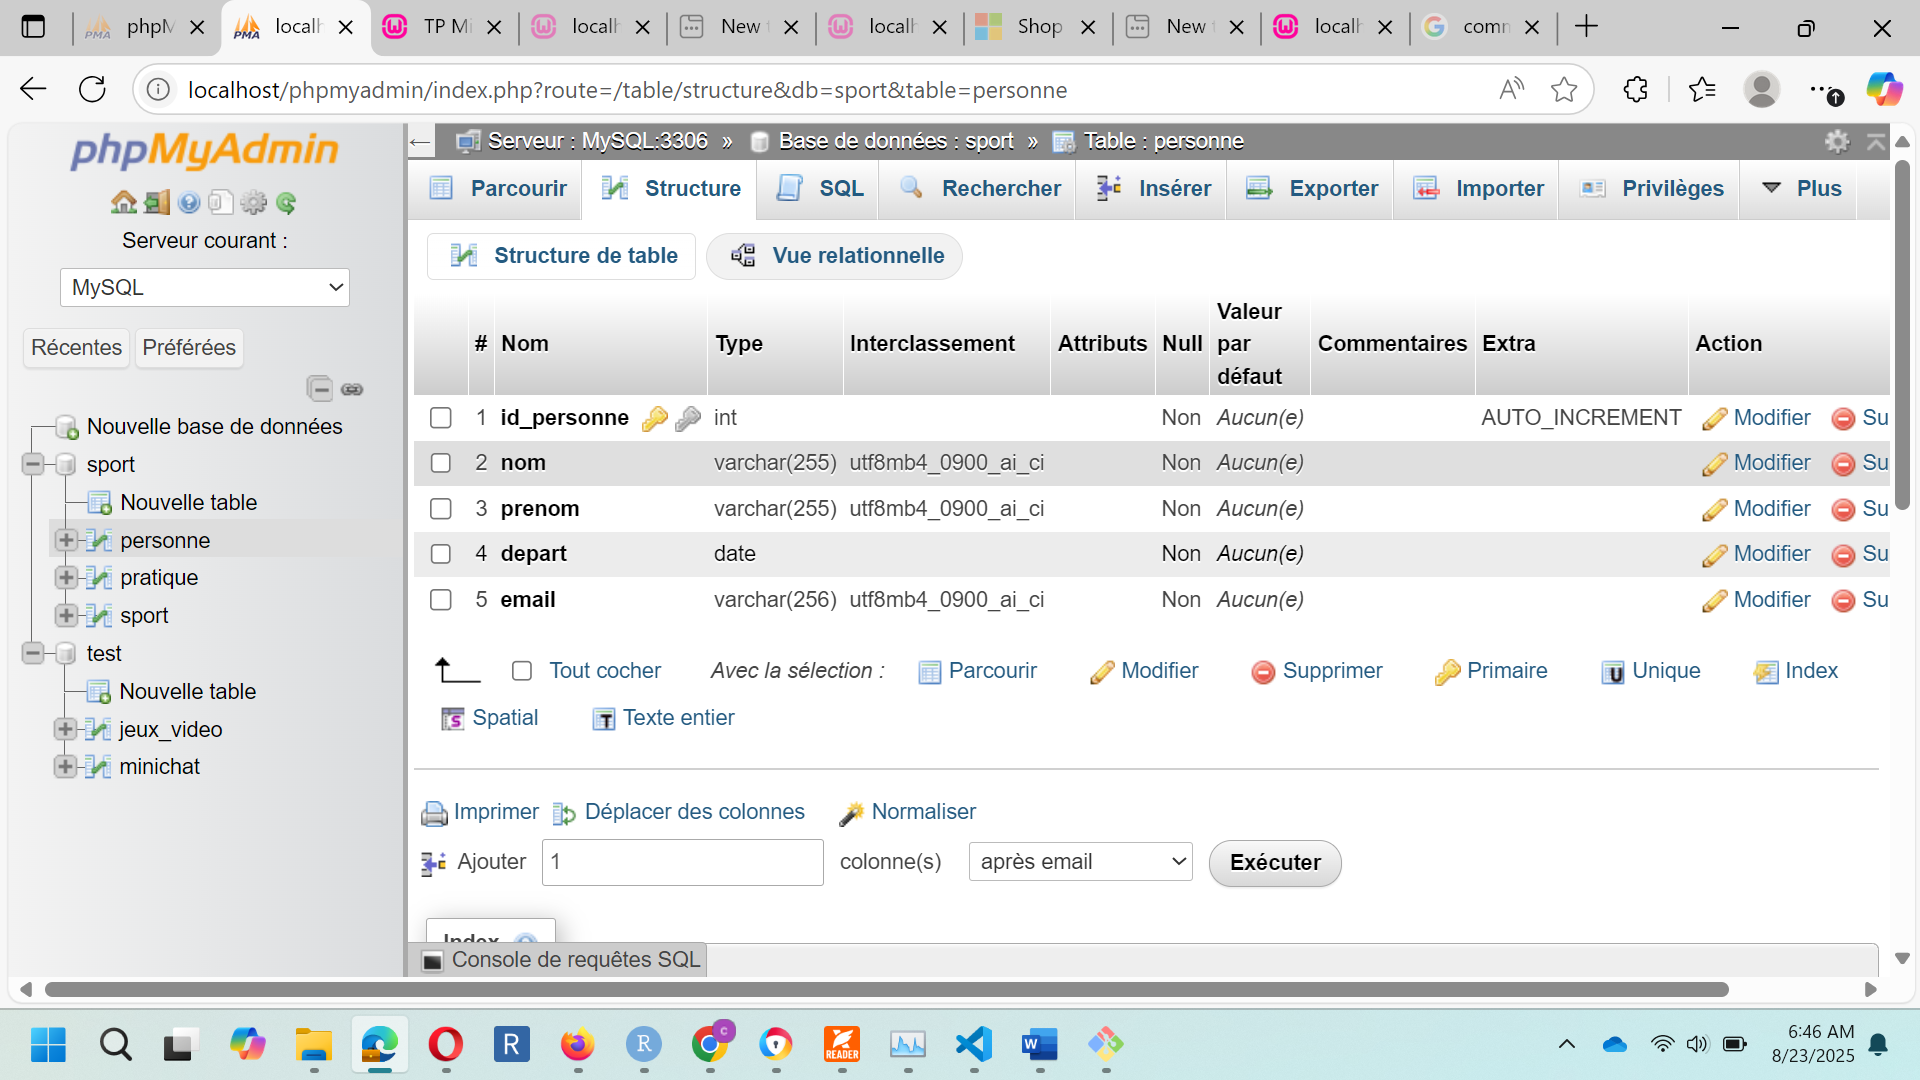 phpM
localh
TP Mi
localh
New t
localh
Shop
New t
localh
comm
localhost/phpmyadmin/index.php?route=/table/structure&db=sport&table=personne
phpMyAdmin
Serveur courant :
MySQL
Récentes Préférées
Nouvelle base de données
sport
Nouvelle table
personne
pratique
sport
test
Nouvelle table
jeux_video
minichat
Serveur : MySQL:3306 » Base de données : sport » Table : personne
Parcourir Structure SQL Rechercher Insérer Exporter Importer Privilèges Plus
Structure de table Vue relationnelle
# Nom Type Interclassement Attributs Null Valeur par défaut Commentaires Extra Action
1 id_personne int Non Aucun(e) AUTO_INCREMENT Modifier Su
2 nom varchar(255) utf8mb4_0900_ai_ci Non Aucun(e) Modifier Su
3 prenom varchar(255) utf8mb4_0900_ai_ci Non Aucun(e) Modifier Su
4 depart date Non Aucun(e) Modifier Su
5 email varchar(256) utf8mb4_0900_ai_ci Non Aucun(e) Modifier Su
Tout cocher Avec la sélection : Parcourir Modifier Supprimer Primaire Unique Index
Spatial Texte entier
Imprimer Déplacer des colonnes Normaliser
Ajouter 1 colonne(s) après email Exécuter
Index
Console de requêtes SQL
6:46 AM
8/23/2025